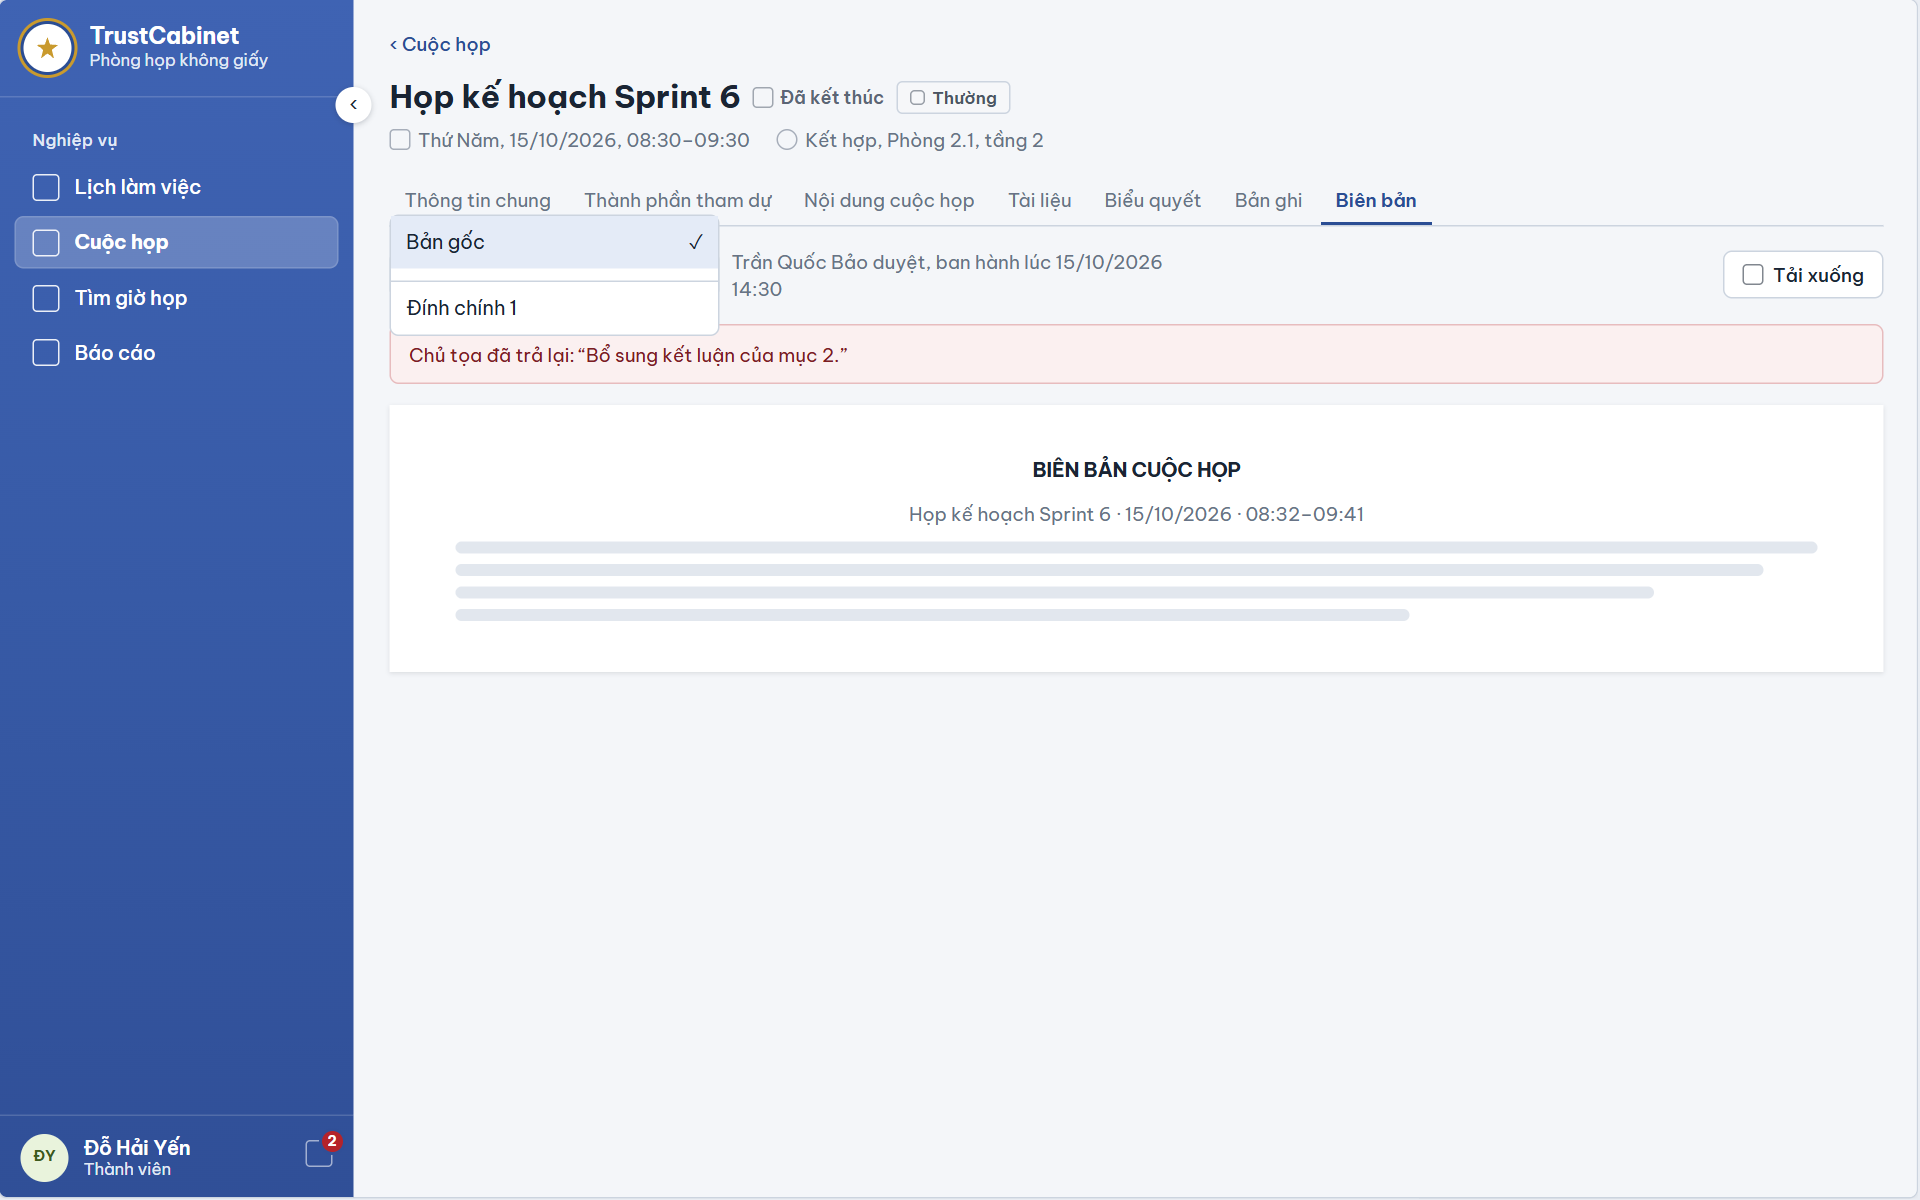 TrustCabinet
Phòng họp không giấy
Nghiệp vụ
Lịch làm việc
Cuộc họp
Tìm giờ họp
Báo cáo
ĐY
Đỗ Hải Yến
Thành viên
2
‹ Cuộc họp
Họp kế hoạch Sprint 6 Đã kết thúc Thường
Thứ Năm, 15/10/2026, 08:30–09:30 Kết hợp, Phòng 2.1, tầng 2
Thông tin chung Thành phần tham dự Nội dung cuộc họp Tài liệu Biểu quyết Bản ghi Biên bản
Bản gốc ✓
Đính chính 1
Trần Quốc Bảo duyệt, ban hành lúc 15/10/2026
14:30
Tải xuống
Chủ tọa đã trả lại: “Bổ sung kết luận của mục 2.”
BIÊN BẢN CUỘC HỌP
Họp kế hoạch Sprint 6 · 15/10/2026 · 08:32–09:41